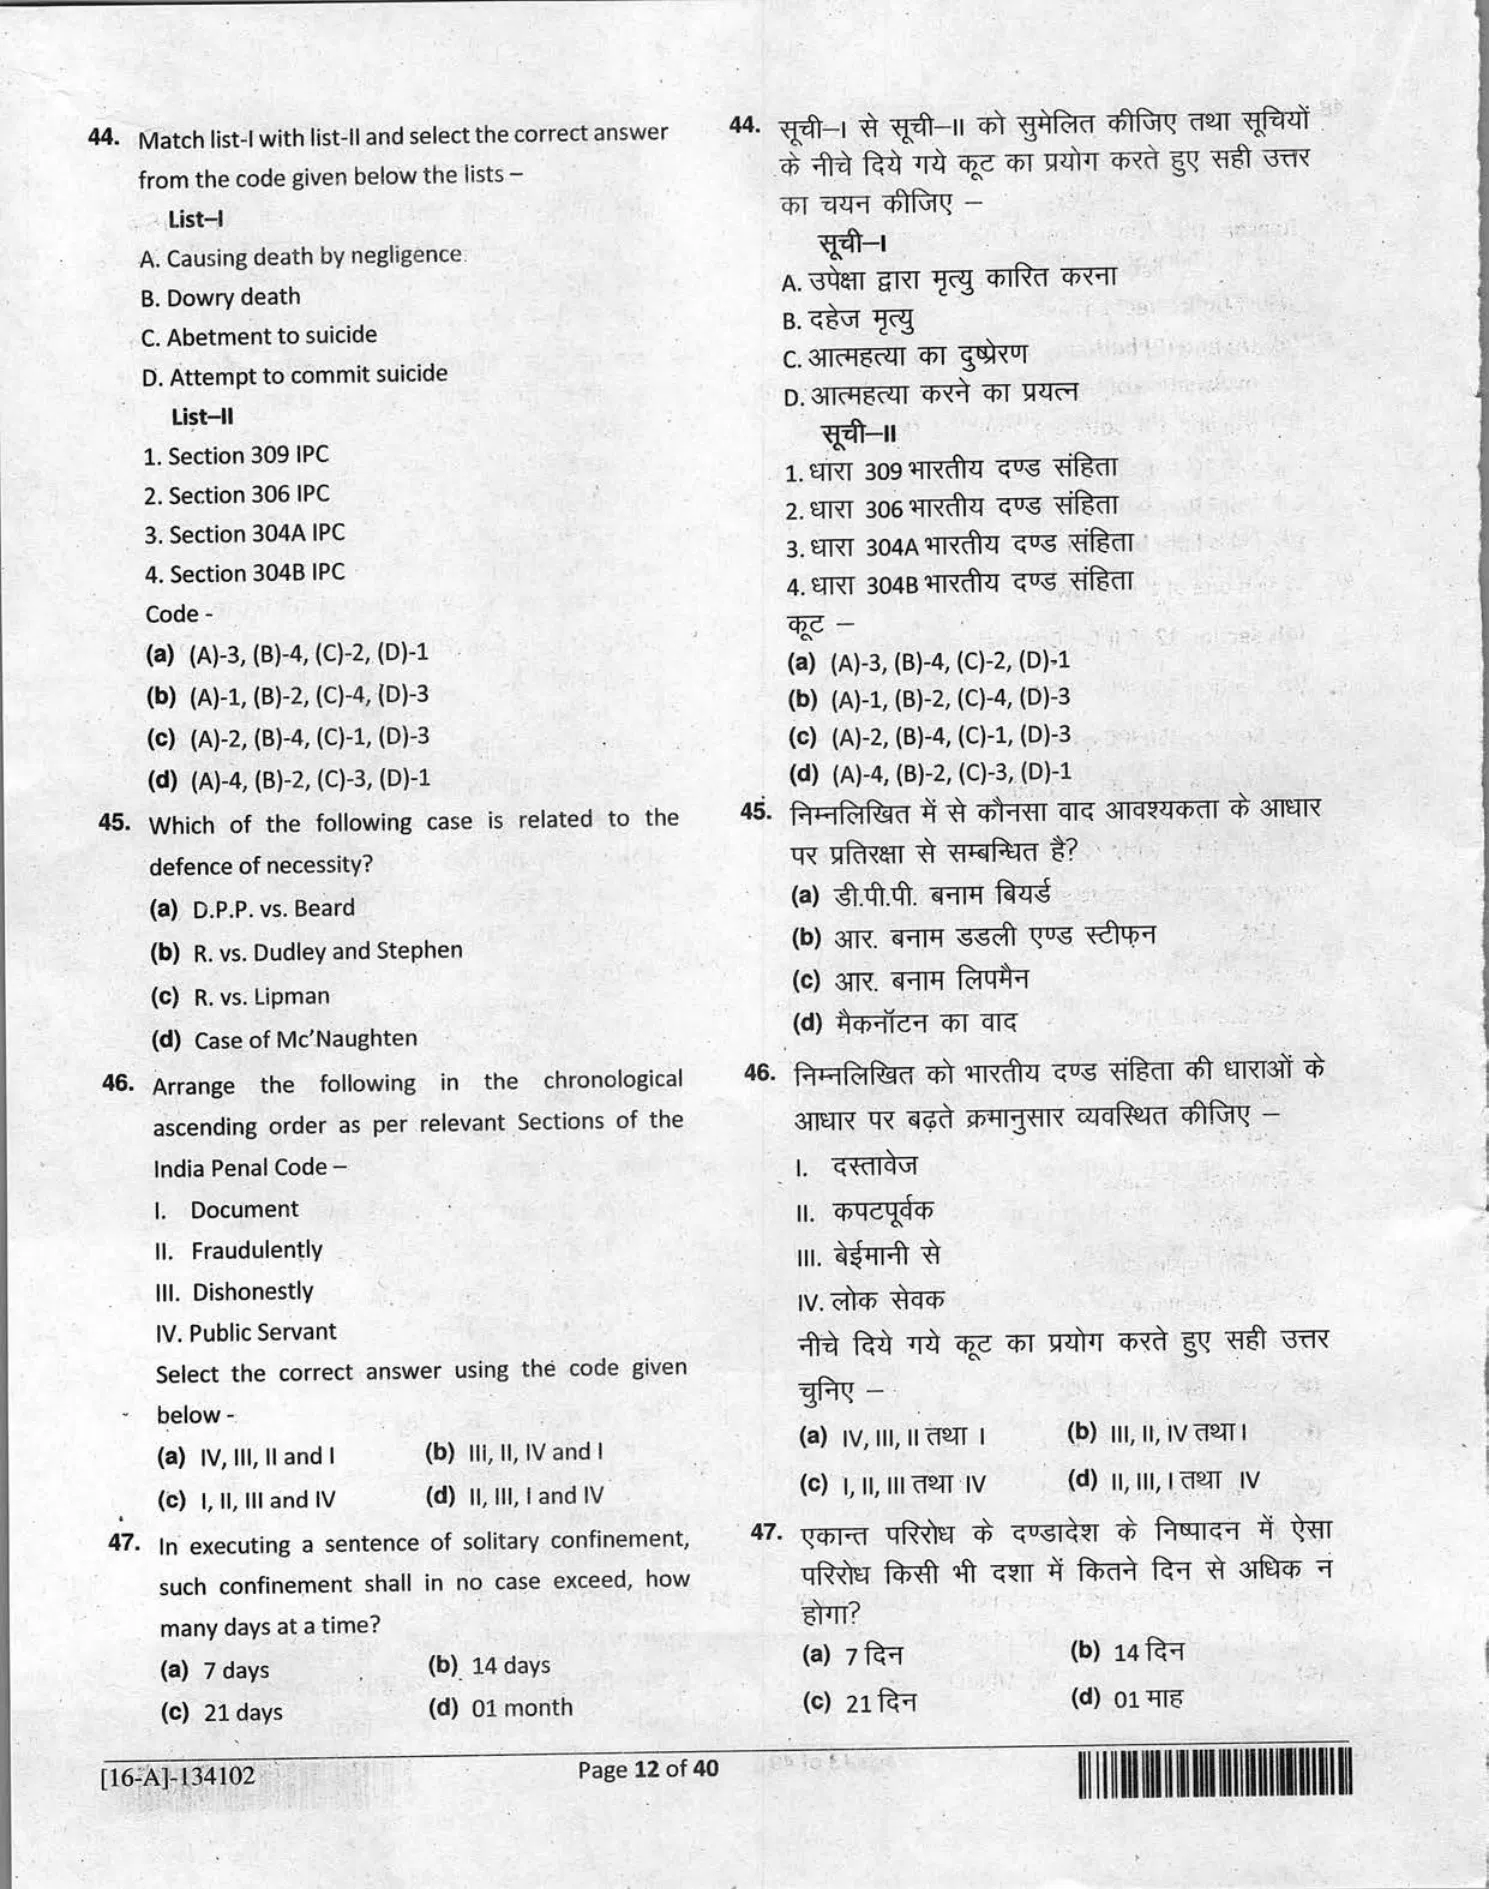 44. Match list-I with list-II and select the correct answer
from the code given below the lists –
List–I
A. Causing death by negligence.
B. Dowry death
C. Abetment to suicide
D. Attempt to commit suicide
List–II
1. Section 309 IPC
2. Section 306 IPC
3. Section 304A IPC
4. Section 304B IPC
Code -
(a) (A)-3, (B)-4, (C)-2, (D)-1
(b) (A)-1, (B)-2, (C)-4, (D)-3
(c) (A)-2, (B)-4, (C)-1, (D)-3
(d) (A)-4, (B)-2, (C)-3, (D)-1
45. Which of the following case is related to the
defence of necessity?
(a) D.P.P. vs. Beard
(b) R. vs. Dudley and Stephen
(c) R. vs. Lipman
(d) Case of Mc'Naughten
46. Arrange the following in the chronological
ascending order as per relevant Sections of the
India Penal Code –
I. Document
II. Fraudulently
III. Dishonestly
IV. Public Servant
Select the correct answer using the code given
below -
(a) IV, III, II and I (b) IIi, II, IV and I
(c) I, II, III and IV (d) II, III, I and IV
47. In executing a sentence of solitary confinement,
such confinement shall in no case exceed, how
many days at a time?
(a) 7 days (b) 14 days
(c) 21 days (d) 01 month
44. सूची–I से सूची–II को सुमेलित कीजिए तथा सूचियों
के नीचे दिये गये कूट का प्रयोग करते हुए सही उत्तर
का चयन कीजिए –
सूची–I
A. उपेक्षा द्वारा मृत्यु कारित करना
B. दहेज मृत्यु
C. आत्महत्या का दुष्प्रेरण
D. आत्महत्या करने का प्रयत्न
सूची–II
1. धारा 309 भारतीय दण्ड संहिता
2. धारा 306 भारतीय दण्ड संहिता
3. धारा 304A भारतीय दण्ड संहिता
4. धारा 304B भारतीय दण्ड संहिता
कूट –
(a) (A)-3, (B)-4, (C)-2, (D)-1
(b) (A)-1, (B)-2, (C)-4, (D)-3
(c) (A)-2, (B)-4, (C)-1, (D)-3
(d) (A)-4, (B)-2, (C)-3, (D)-1
45. निम्नलिखित में से कौनसा वाद आवश्यकता के आधार
पर प्रतिरक्षा से सम्बन्धित है?
(a) डी.पी.पी. बनाम बियर्ड
(b) आर. बनाम डडली एण्ड स्टीफन
(c) आर. बनाम लिपमैन
(d) मैकनॉटन का वाद
46. निम्नलिखित को भारतीय दण्ड संहिता की धाराओं के
आधार पर बढ़ते क्रमानुसार व्यवस्थित कीजिए –
I. दस्तावेज
II. कपटपूर्वक
III. बेईमानी से
IV. लोक सेवक
नीचे दिये गये कूट का प्रयोग करते हुए सही उत्तर
चुनिए –
(a) IV, III, II तथा I (b) III, II, IV तथा I
(c) I, II, III तथा IV (d) II, III, I तथा IV
47. एकान्त परिरोध के दण्डादेश के निष्पादन में ऐसा
परिरोध किसी भी दशा में कितने दिन से अधिक न
होगा?
(a) 7 दिन (b) 14 दिन
(c) 21 दिन (d) 01 माह
[16-A]-134102 Page 12 of 40